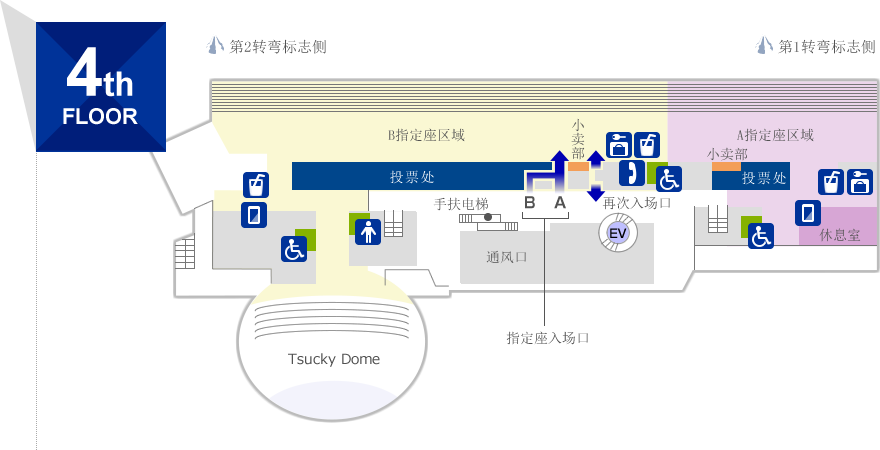 4th
FLOOR
第2转弯标志侧
第1转弯标志侧
B指定座区域
小卖部
A指定座区域
小卖部
投票处
投票处
手扶电梯
B
A
再次入场口
EV
休息室
通风口
指定座入场口
Tsucky Dome